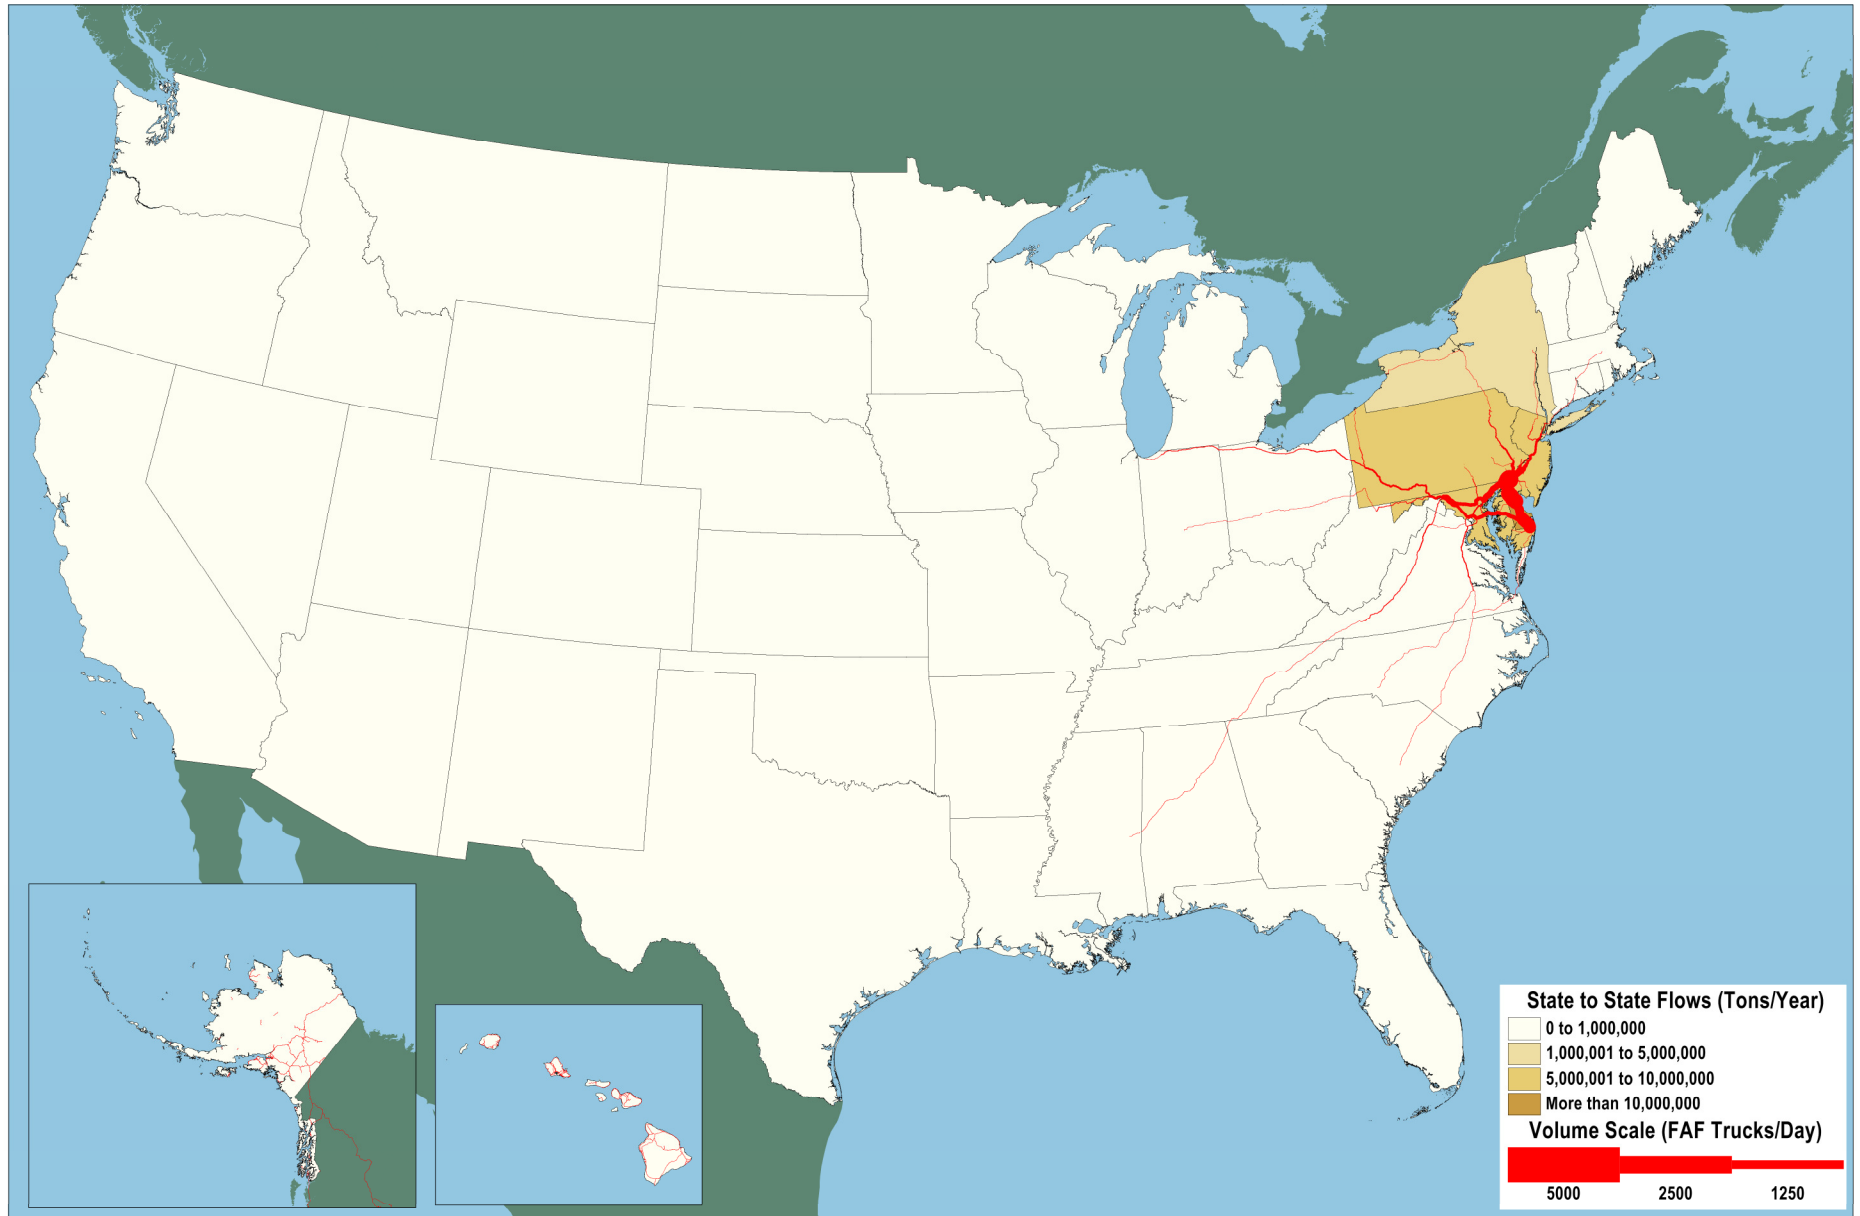 State to State Flows (Tons/Year)
0 to 1,000,000
1,000,001 to 5,000,000
5,000,001 to 10,000,000
More than 10,000,000
Volume Scale (FAF Trucks/Day)
5000 2500 1250